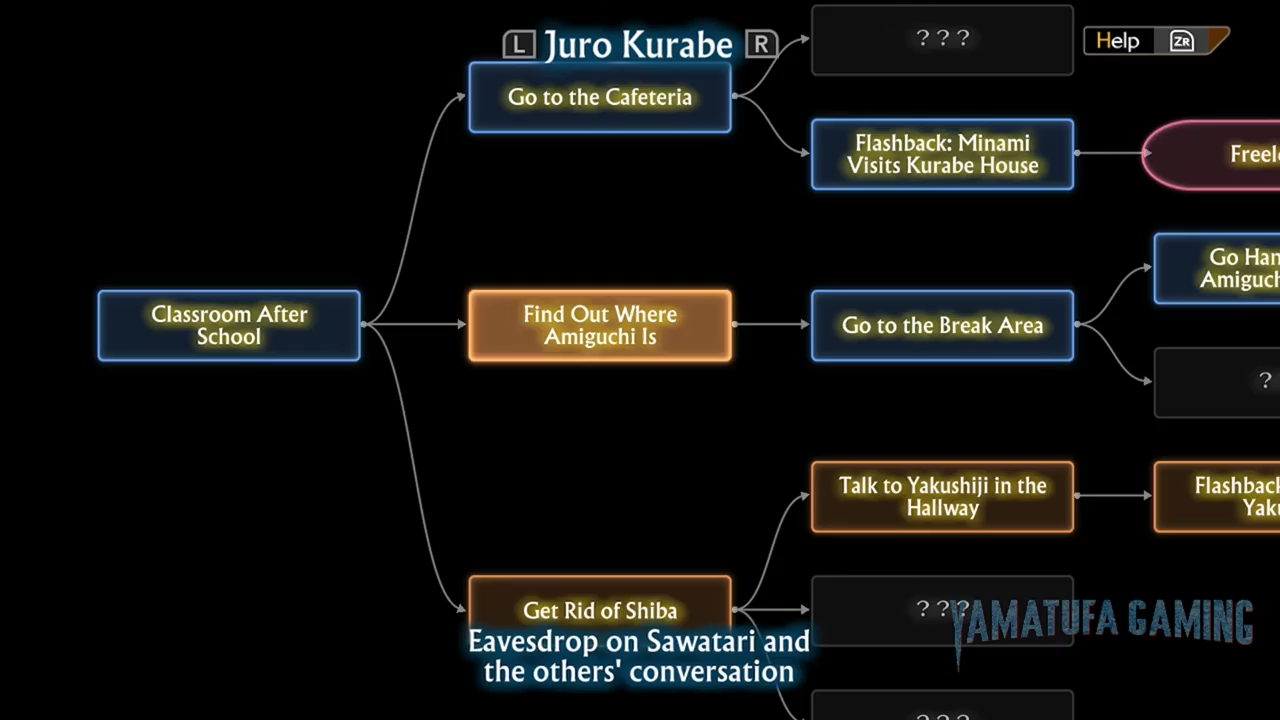 L Juro Kurabe R
? ? ?
Help ZR
Go to the Cafeteria
Flashback: Minami
Visits Kurabe House
Classroom After
School
Find Out Where
Amiguchi Is
Go to the Break Area
Talk to Yakushiji in the
Hallway
Flashback
Get Rid of Shiba
? ? ?
Eavesdrop on Sawatari and
the others' conversation
YAMATUFA GAMING
? ? ?